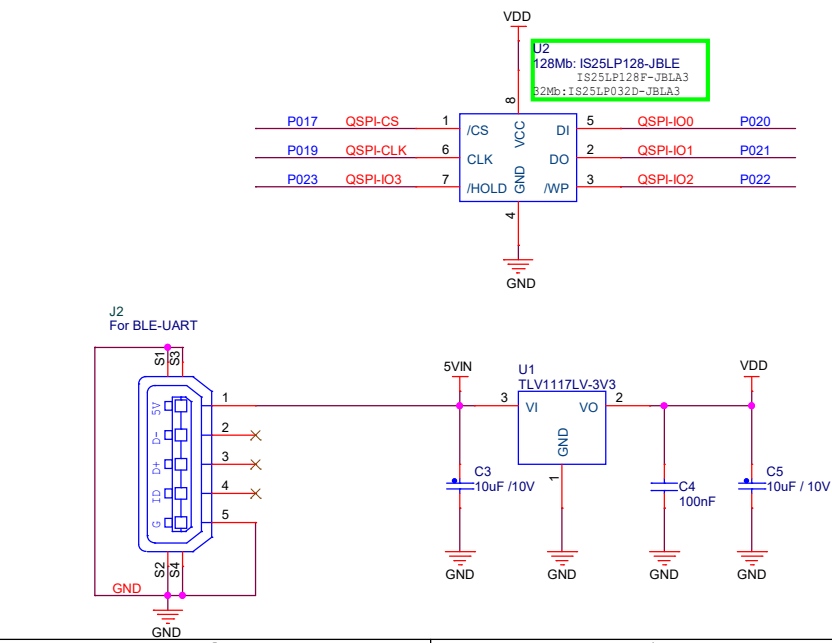 VDD
U2
128Mb: IS25LP128-JBLE
IS25LP128F-JBLA3
32Mb:IS25LP032D-JBLA3
8
P017 QSPI-CS 1 /CS VCC DI 5 QSPI-IO0 P020
P019 QSPI-CLK 6 CLK DO 2 QSPI-IO1 P021
P023 QSPI-IO3 7 /HOLD GND /WP 3 QSPI-IO2 P022
4
GND
J2
For BLE-UART
S1 S3
5V 1
D- 2
D+ 3
ID 4
G 5
S2 S4
GND
GND
5VIN
U1
TLV1117LV-3V3
3 VI VO 2
GND
1
VDD
C3
10uF /10V
C4
100nF
C5
10uF / 10V
GND GND GND GND